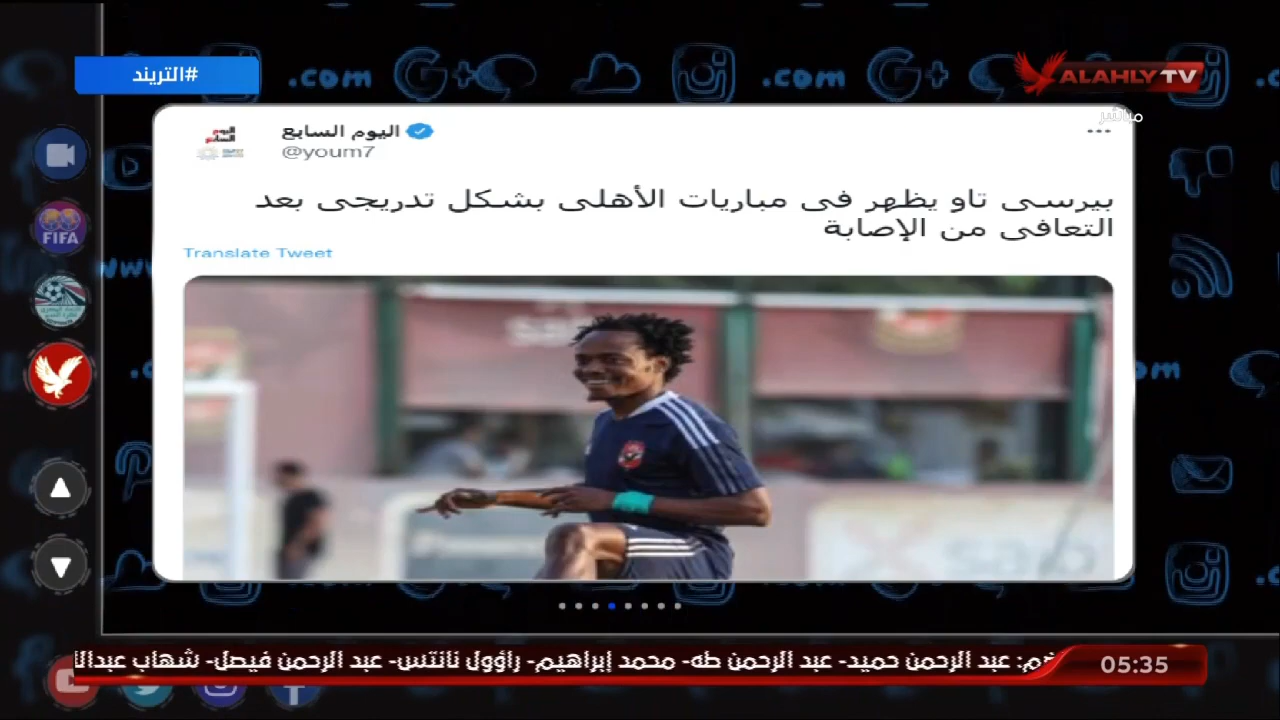 #التريند
ALAHLY TV
مباشر
اليوم السابع
@youm7
بيرسى تاو يظهر فى مباريات الأهلى بشكل تدريجى بعد
التعافى من الإصابة
Translate Tweet
FIFA
.com
.com
عبد الرحمن حميد- عبد الرحمن طه- محمد إبراهيم- راؤول نانتس- عبد الرحمن فيصل- شهاب
05:35